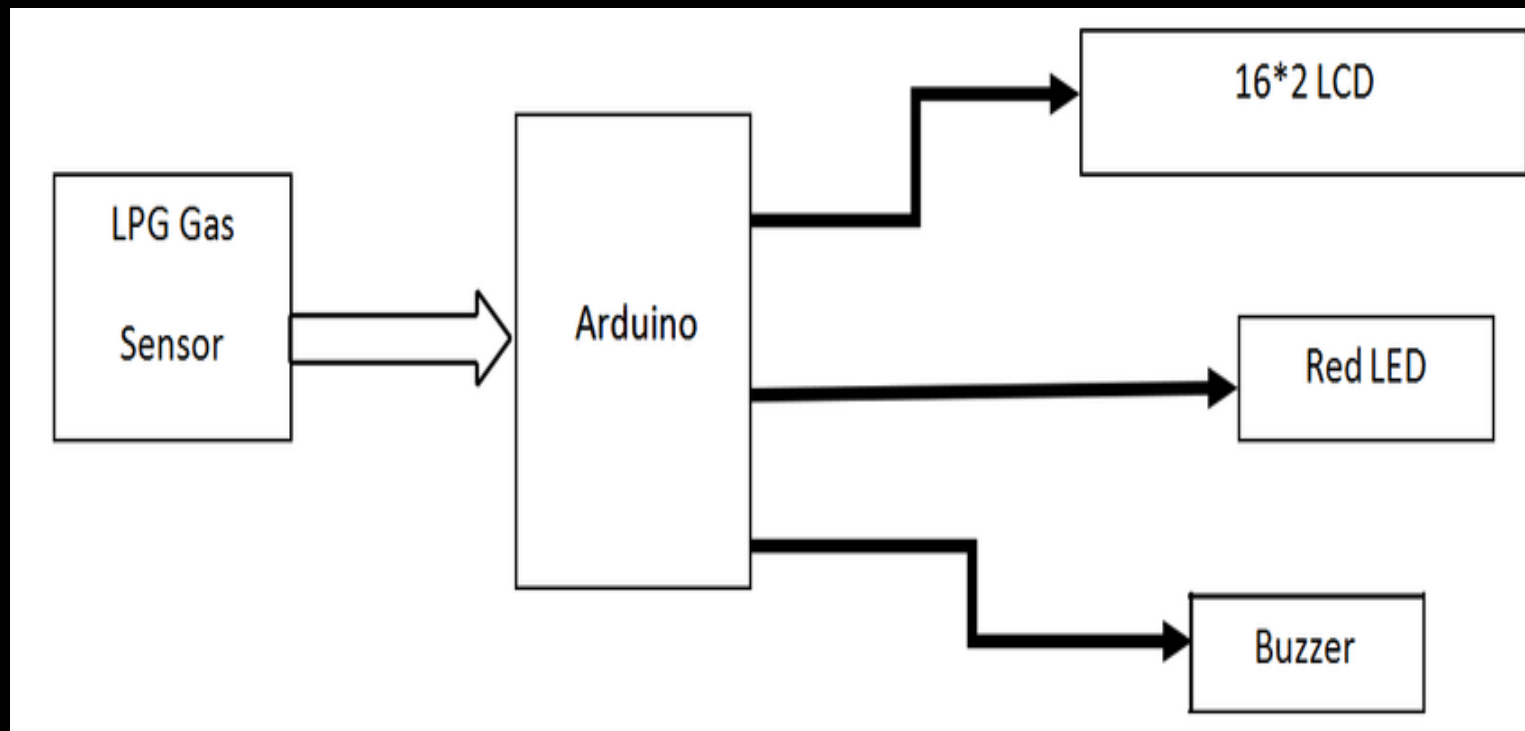 LPG Gas
Sensor
Arduino
16*2 LCD
Red LED
Buzzer